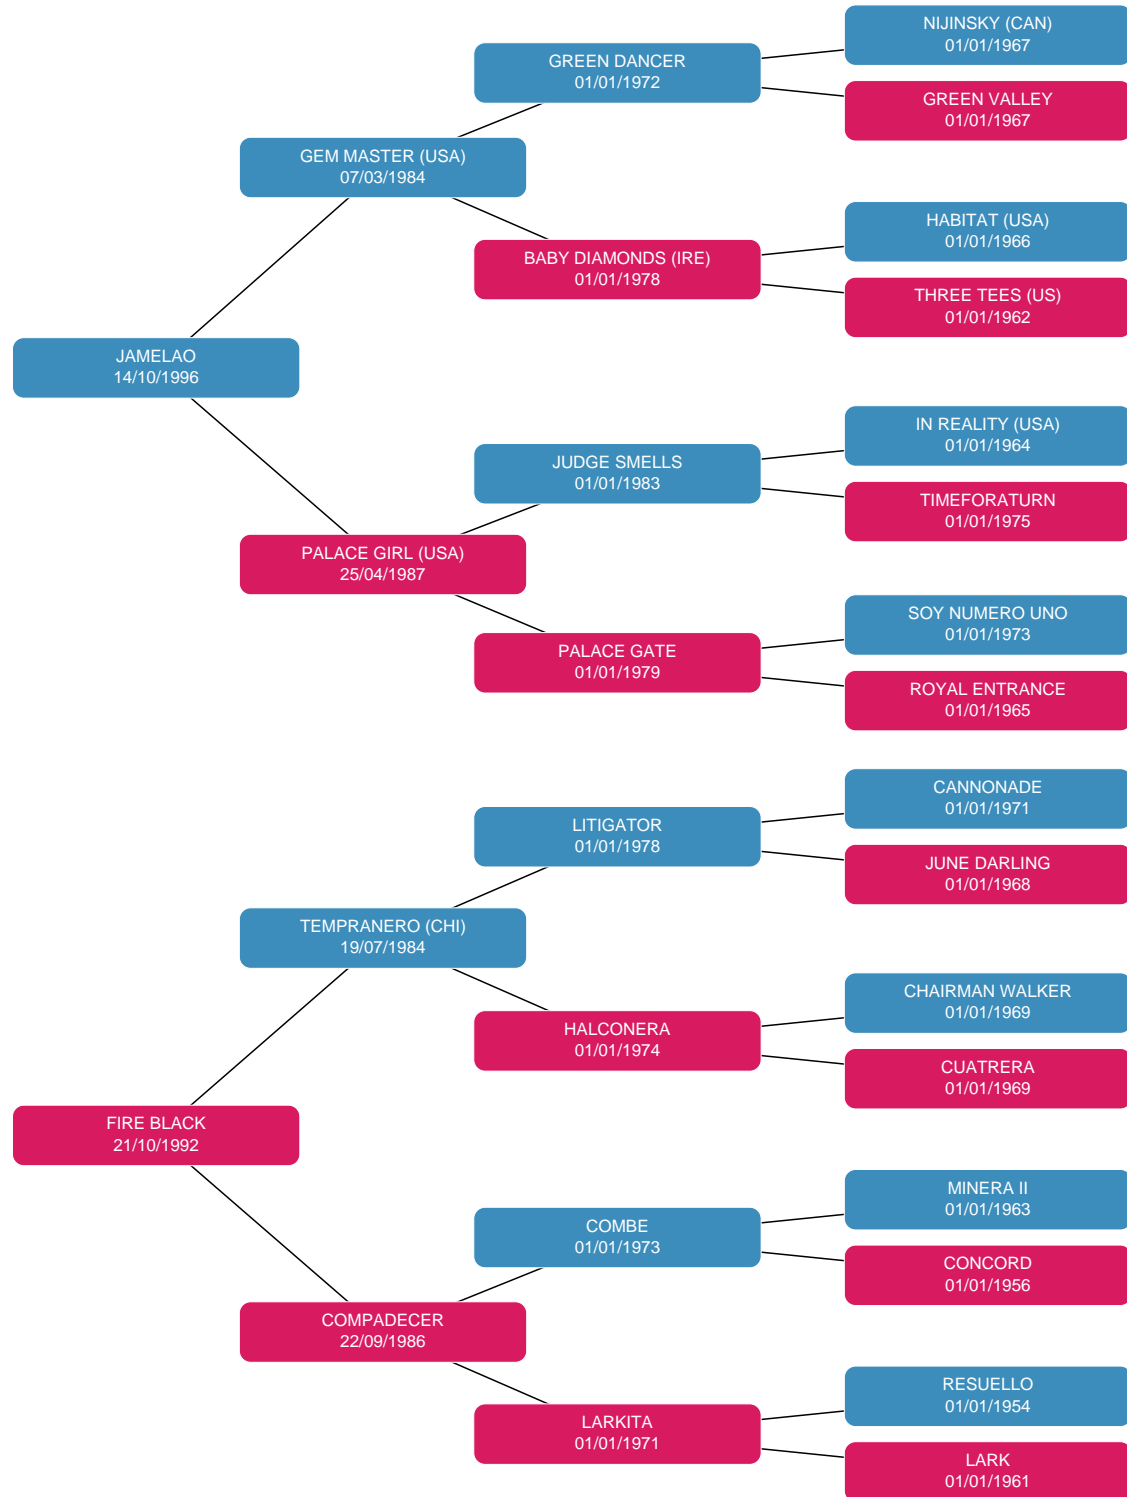 NIJINSKY (CAN)
01/01/1967
GREEN DANCER
01/01/1972
GREEN VALLEY
01/01/1967
GEM MASTER (USA)
07/03/1984
HABITAT (USA)
01/01/1966
BABY DIAMONDS (IRE)
01/01/1978
THREE TEES (US)
01/01/1962
JAMELAO
14/10/1996
IN REALITY (USA)
01/01/1964
JUDGE SMELLS
01/01/1983
TIMEFORATURN
01/01/1975
PALACE GIRL (USA)
25/04/1987
SOY NUMERO UNO
01/01/1973
PALACE GATE
01/01/1979
ROYAL ENTRANCE
01/01/1965
CANNONADE
01/01/1971
LITIGATOR
01/01/1978
JUNE DARLING
01/01/1968
TEMPRANERO (CHI)
19/07/1984
CHAIRMAN WALKER
01/01/1969
HALCONERA
01/01/1974
CUATRERA
01/01/1969
FIRE BLACK
21/10/1992
MINERA II
01/01/1963
COMBE
01/01/1973
CONCORD
01/01/1956
COMPADECER
22/09/1986
RESUELLO
01/01/1954
LARKITA
01/01/1971
LARK
01/01/1961